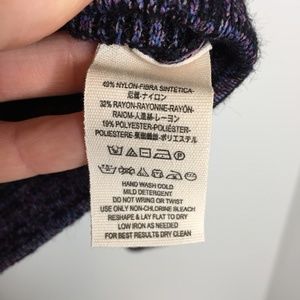 49% NYLON-FIBRA SINTETICA-
尼龍-ナイロン
32% RAYON-RAYONNE-RAYÓN-
RAIOM-人造絲-レーヨン
19% POLYESTER-POLIÉSTER-
POLIESTERE-聚酯纖維-ポリエステル
HAND WASH COLD
MILD DETERGENT
DO NOT WRING OR TWIST
USE ONLY NON-CHLORINE BLEACH
RESHAPE & LAY FLAT TO DRY
LOW IRON AS NEEDED
FOR BEST RESULTS DRY CLEAN